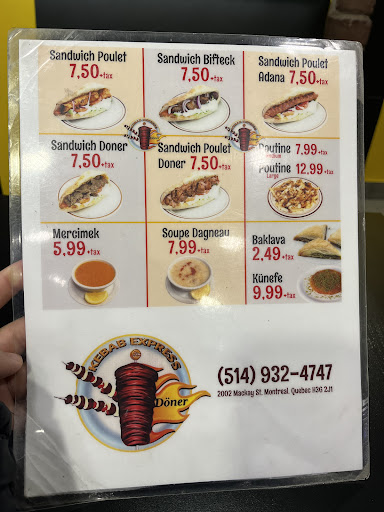 Sandwich Poulet
7,50+tax
Sandwich Bifteck
7,50+tax
Sandwich Poulet
Adana 7,50+tax
Sandwich Doner
7,50+tax
Sandwich Poulet
Doner 7,50+tax
Poutine 7.99+tax
Medium
Poutine 12.99+tax
Large
Mercimek
5,99+tax
Soupe Dagneau
7,99+tax
Baklava
2,49+tax
Künefe
9,99+tax
KEBAB EXPRESS
Döner
(514) 932-4747
2002 Mackay St. Montreal, Quebec H3G 2J1